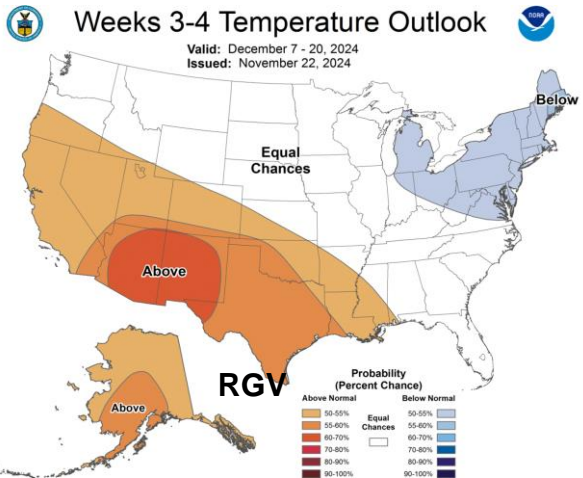 Weeks 3-4 Temperature Outlook
Valid: December 7 - 20, 2024
Issued: November 22, 2024
NOAA
Below
Equal
Chances
Above
Above
RGV
Probability
(Percent Chance)
Above Normal
Below Normal
Equal
Chances
50-55%
55-60%
60-70%
70-80%
80-90%
90-100%
50-55%
55-60%
60-70%
70-80%
80-90%
90-100%